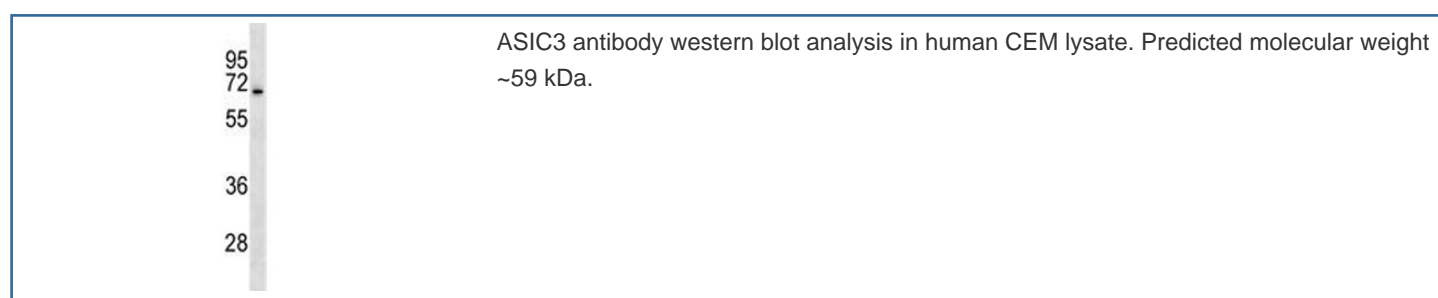 95
72
55
36
28
ASIC3 antibody western blot analysis in human CEM lysate. Predicted molecular weight
~59 kDa.